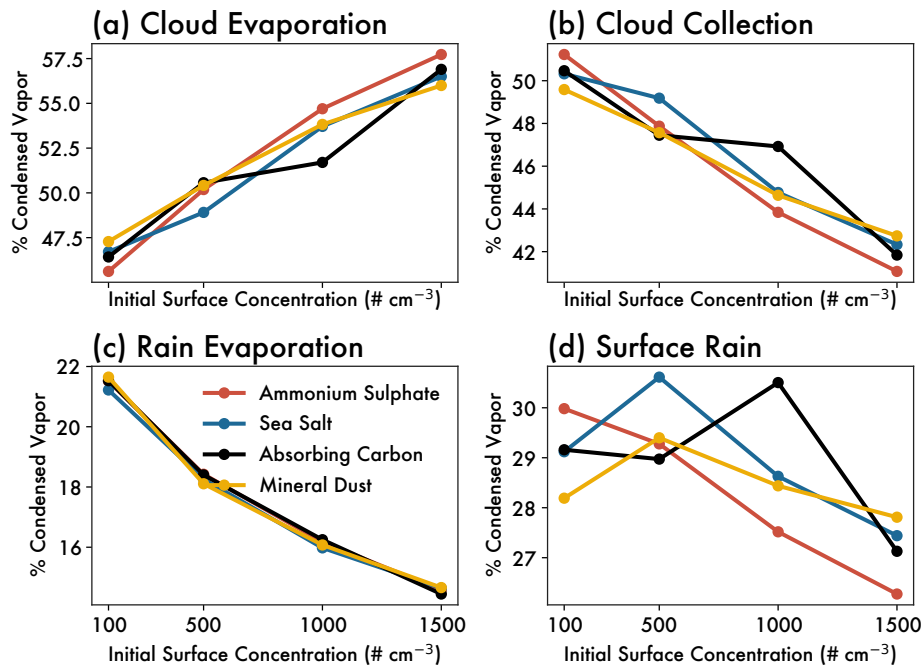 (a) Cloud Evaporation
% Condensed Vapor
57.5
55.0
52.5
50.0
47.5
Initial Surface Concentration (# cm⁻³)
(b) Cloud Collection
% Condensed Vapor
50
48
46
44
42
Initial Surface Concentration (# cm⁻³)
(c) Rain Evaporation
% Condensed Vapor
22
20
18
16
Ammonium Sulphate
Sea Salt
Absorbing Carbon
Mineral Dust
100 500 1000 1500
Initial Surface Concentration (# cm⁻³)
(d) Surface Rain
% Condensed Vapor
30
29
28
27
100 500 1000 1500
Initial Surface Concentration (# cm⁻³)